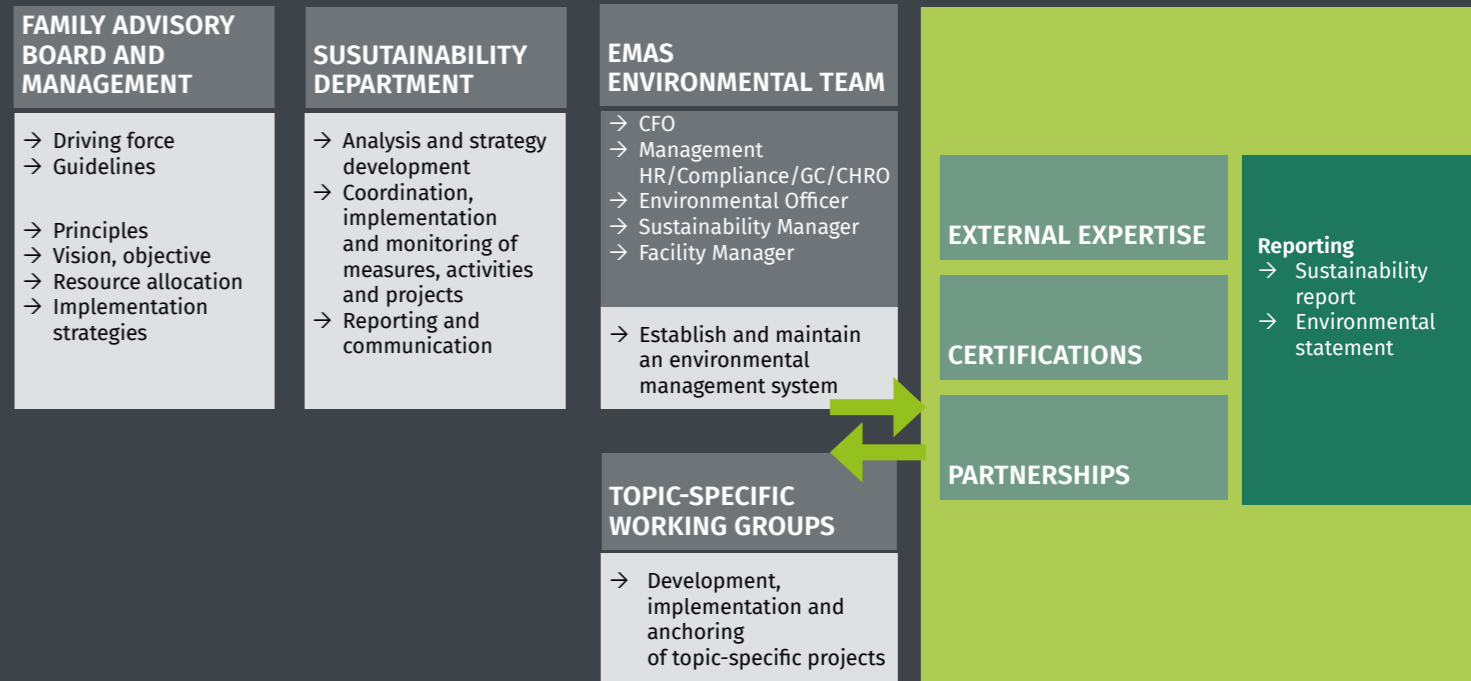 FAMILY ADVISORY
BOARD AND
MANAGEMENT
→ Driving force
→ Guidelines
→ Principles
→ Vision, objective
→ Resource allocation
→ Implementation
strategies
SUSUTAINABILITY
DEPARTMENT
→ Analysis and strategy
development
→ Coordination,
implementation
and monitoring of
measures, activities
and projects
→ Reporting and
communication
EMAS
ENVIRONMENTAL TEAM
→ CFO
→ Management
HR/Compliance/GC/CHRO
→ Environmental Officer
→ Sustainability Manager
→ Facility Manager
→ Establish and maintain
an environmental
management system
TOPIC-SPECIFIC
WORKING GROUPS
→ Development,
implementation and
anchoring
of topic-specific projects
EXTERNAL EXPERTISE
CERTIFICATIONS
PARTNERSHIPS
Reporting
→ Sustainability
report
→ Environmental
statement